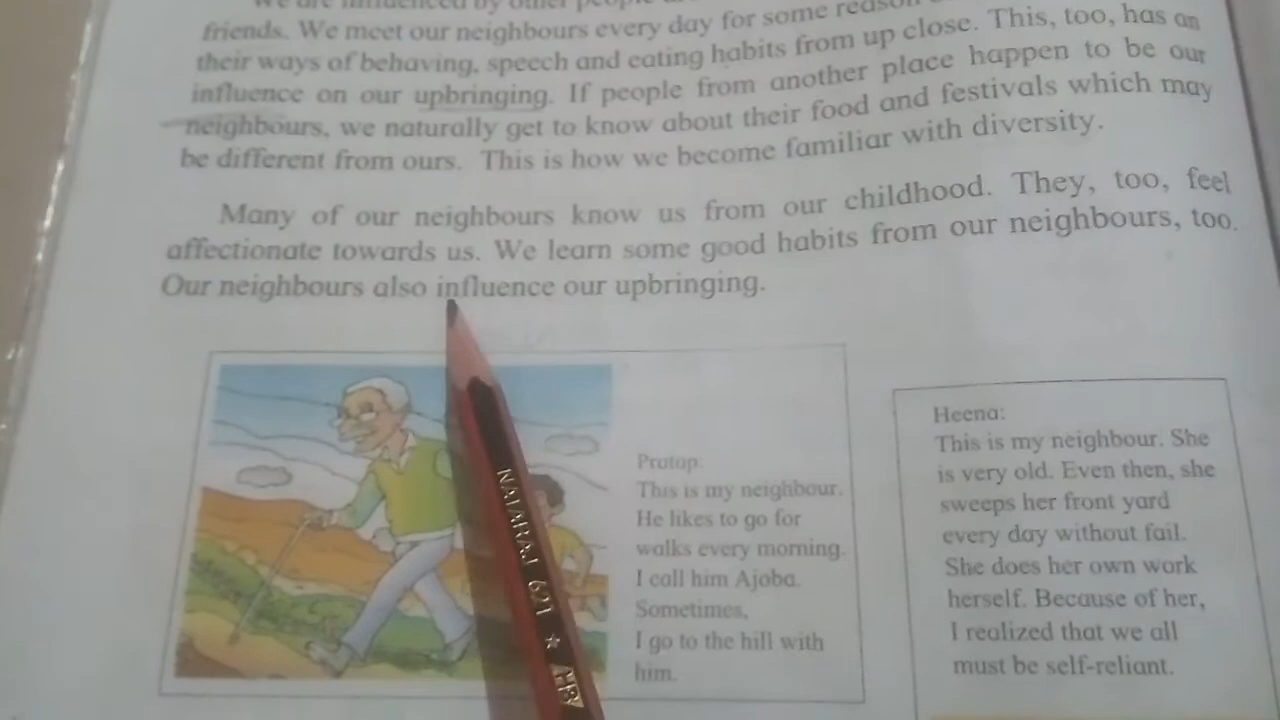 We are influenced by other people
friends. We meet our neighbours every day for some reason
their ways of behaving, speech and eating habits from up close. This, too, has an
influence on our upbringing. If people from another place happen to be our
neighbours, we naturally get to know about their food and festivals which may
be different from ours. This is how we become familiar with diversity.
Many of our neighbours know us from our childhood. They, too, feel
affectionate towards us. We learn some good habits from our neighbours, too.
Our neighbours also influence our upbringing.
Pratap:
This is my neighbour.
He likes to go for
walks every morning.
I call him Ajoba.
Sometimes,
I go to the hill with
him.
Heena:
This is my neighbour. She
is very old. Even then, she
sweeps her front yard
every day without fail.
She does her own work
herself. Because of her,
I realized that we all
must be self-reliant.
NATARAJ 621 ★ HB